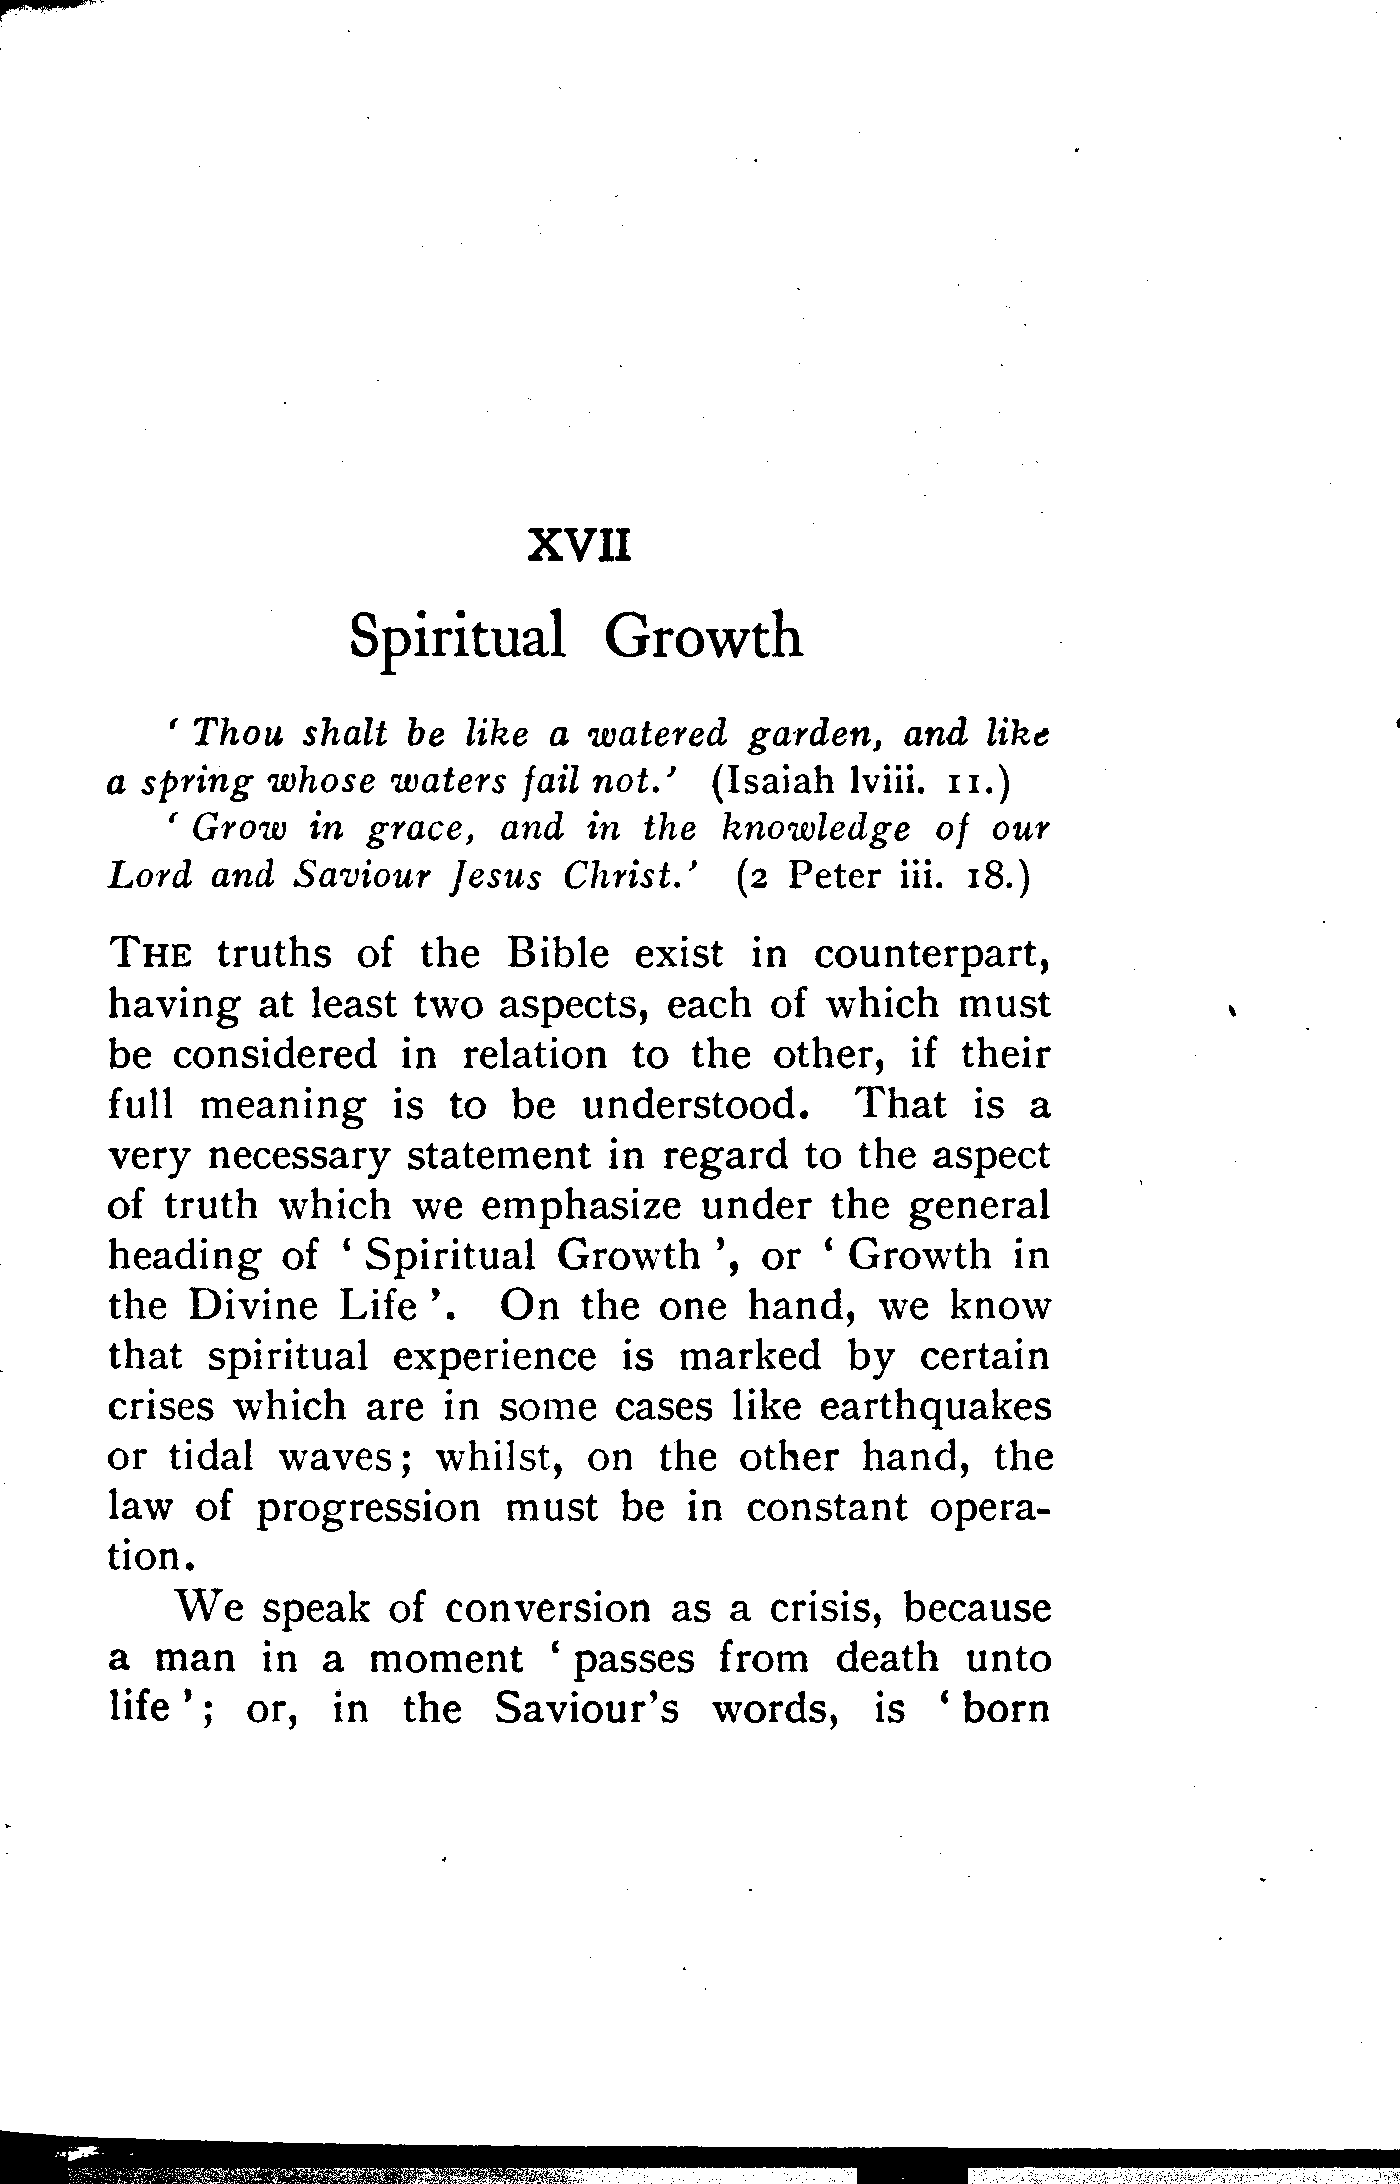 XVII
Spiritual Growth
‘ Thou shalt be like a watered garden, and like
a spring whose waters fail not.’ (Isaiah lviii. 11.)
‘ Grow in grace, and in the knowledge of our
Lord and Saviour Jesus Christ.’ (2 Peter iii. 18.)
THE truths of the Bible exist in counterpart,
having at least two aspects, each of which must
be considered in relation to the other, if their
full meaning is to be understood. That is a
very necessary statement in regard to the aspect
of truth which we emphasize under the general
heading of ‘ Spiritual Growth ’, or ‘ Growth in
the Divine Life ’. On the one hand, we know
that spiritual experience is marked by certain
crises which are in some cases like earthquakes
or tidal waves; whilst, on the other hand, the
law of progression must be in constant opera-
tion.
We speak of conversion as a crisis, because
a man in a moment ‘ passes from death unto
life ’; or, in the Saviour’s words, is ‘ born